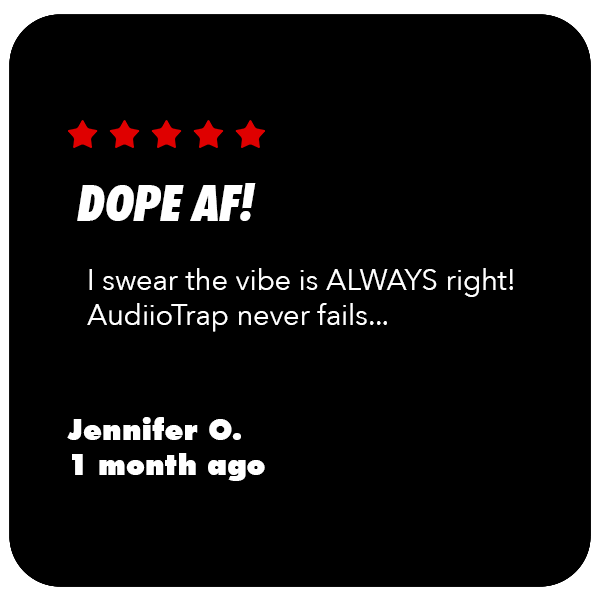 DOPE AF!
I swear the vibe is ALWAYS right!
AudiioTrap never fails...
Jennifer O.
1 month ago